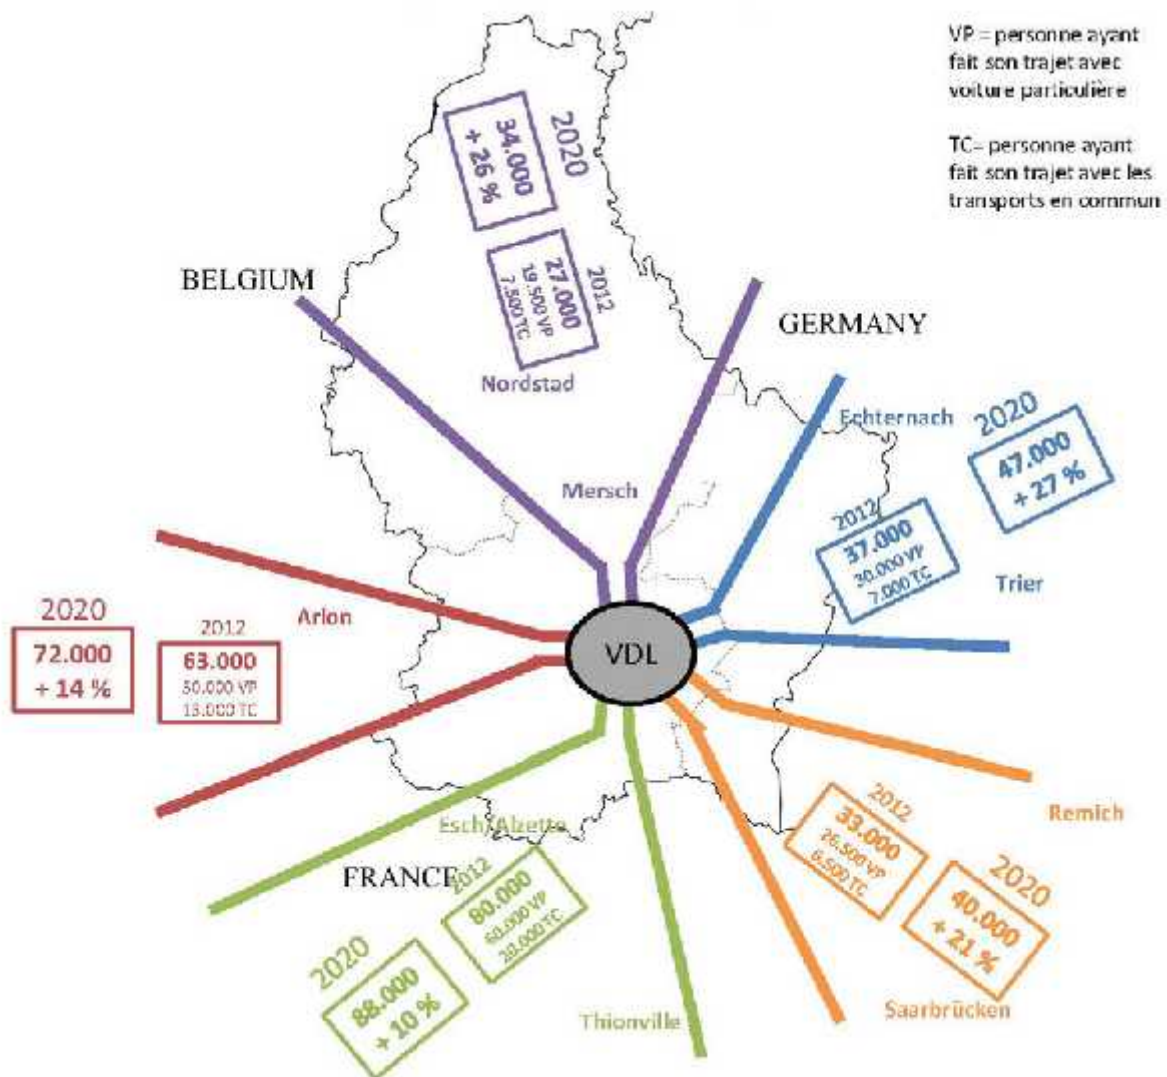 VP = personne ayant
fait son trajet avec
voiture particulière
TC= personne ayant
fait son trajet avec les
transports en commun
2020
34.000
+ 26 %
2012
27.000
19.500 VP
7.500 TC
BELGIUM
GERMANY
Nordstad
Echternach
2020
47.000
+ 27 %
Mersch
2012
37.000
30.000 VP
7.000 TC
Trier
Arlon
2020
72.000
+ 14 %
2012
63.000
50.000 VP
13.000 TC
VDL
Remich
2012
33.000
26.500 VP
6.500 TC
2020
40.000
+ 21 %
Saarbrücken
Esch/Alzette
FRANCE
2012
80.000
60.000 VP
20.000 TC
2020
88.000
+ 10 %
Thionville